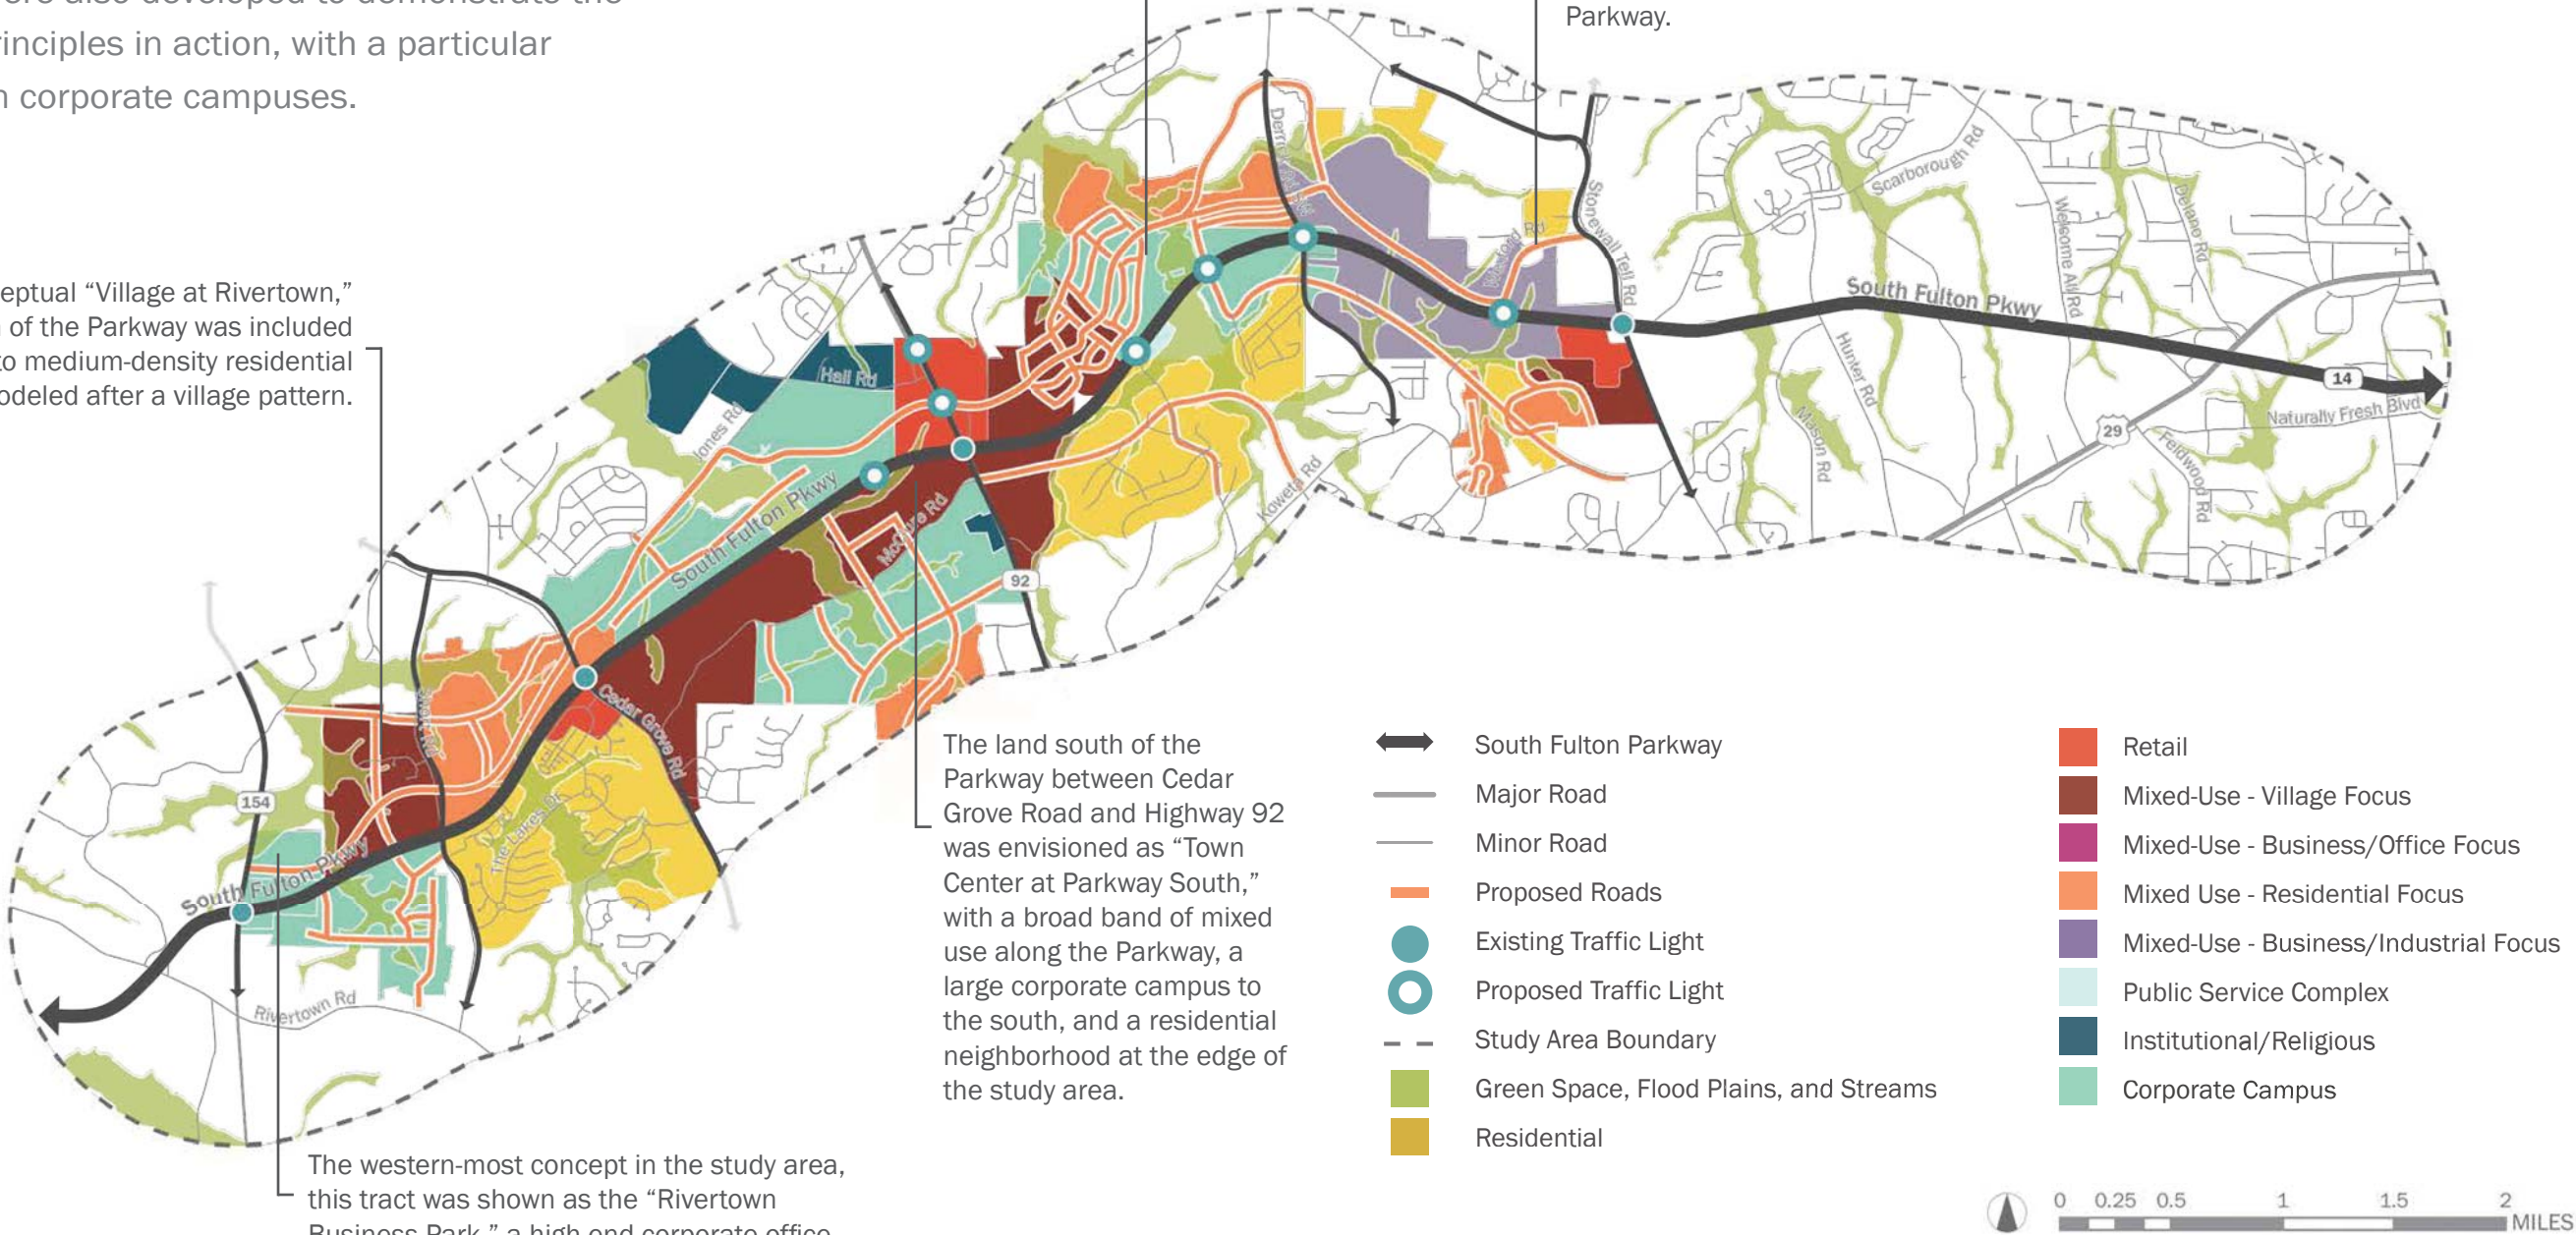 rinciples in action, with a particular
corporate campuses.
Parkway.
eptual “Village at Rivertown,”
of the Parkway was included
to medium-density residential
odeled after a village pattern.
The land south of the
Parkway between Cedar
Grove Road and Highway 92
was envisioned as “Town
Center at Parkway South,”
with a broad band of mixed
use along the Parkway, a
large corporate campus to
the south, and a residential
neighborhood at the edge of
the study area.
The western-most concept in the study area,
this tract was shown as the “Rivertown
Business Park,” a high end corporate office
Scarborough Rd
Delano Rd
Welcome All Rd
Stonewall Tell Rd
South Fulton Pkwy
14
Naturally Fresh Blvd
29
Feldwood Rd
Hunter Rd
Mason Rd
Koweta Rd
Hall Rd
Jones Rd
South Fulton Pkwy
92
Cedar Grove Rd
The Lakes Dr
154
South Fulton Pkwy
Rivertown Rd
South Fulton Parkway
Major Road
Minor Road
Proposed Roads
Existing Traffic Light
Proposed Traffic Light
Study Area Boundary
Green Space, Flood Plains, and Streams
Residential
Retail
Mixed-Use - Village Focus
Mixed-Use - Business/Office Focus
Mixed Use - Residential Focus
Mixed-Use - Business/Industrial Focus
Public Service Complex
Institutional/Religious
Corporate Campus
0 0.25 0.5 1 1.5 2
MILES